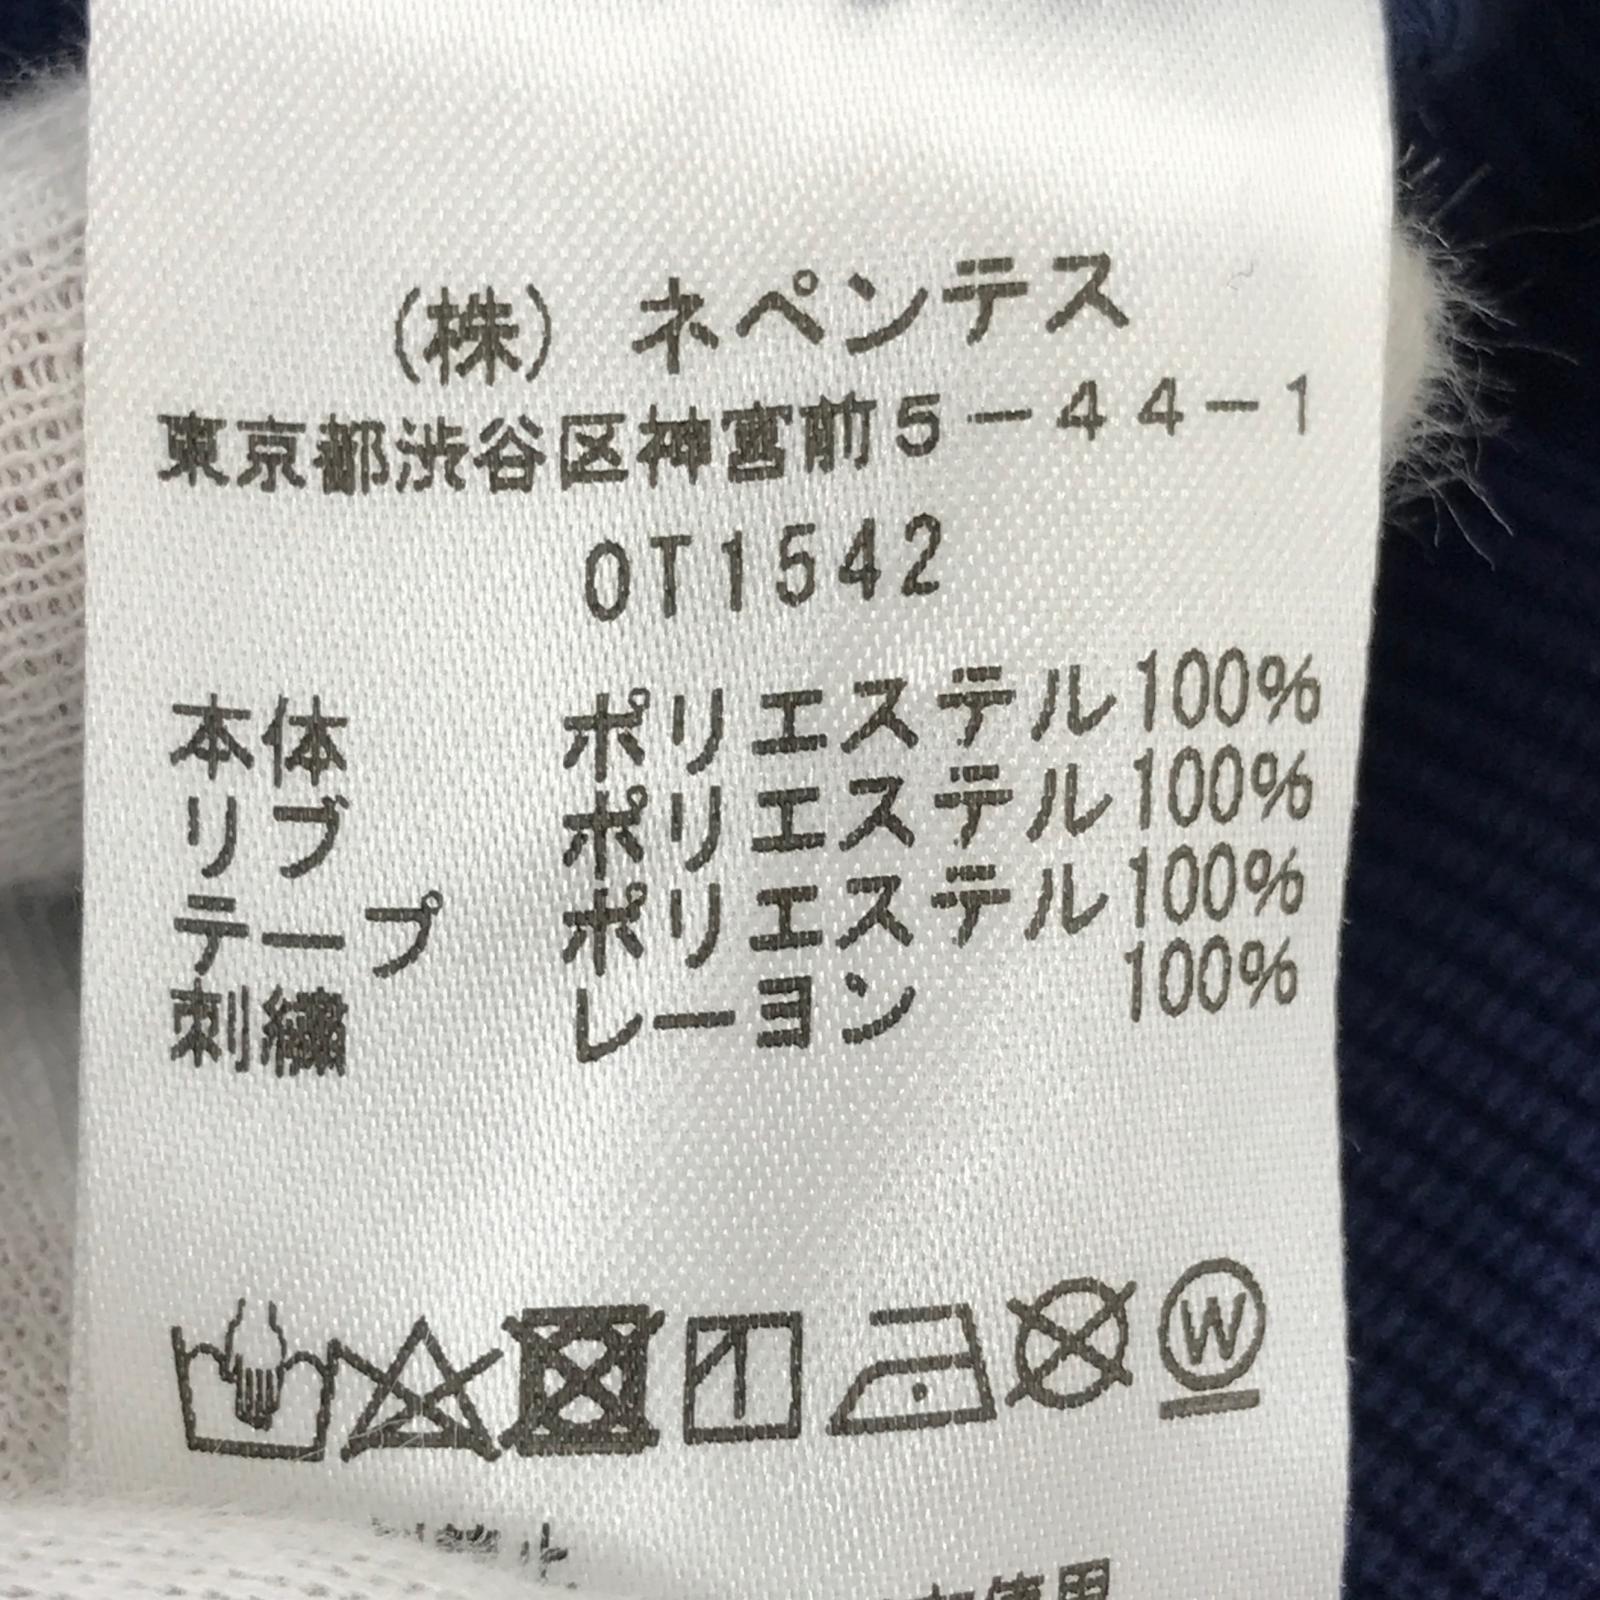 (株) ネペンテス
東京都渋谷区神宮前5-44-1
OT1542
本体 ポリエステル100%
リブ ポリエステル100%
テープ ポリエステル100%
刺繍 レーヨン 100%
W
使用